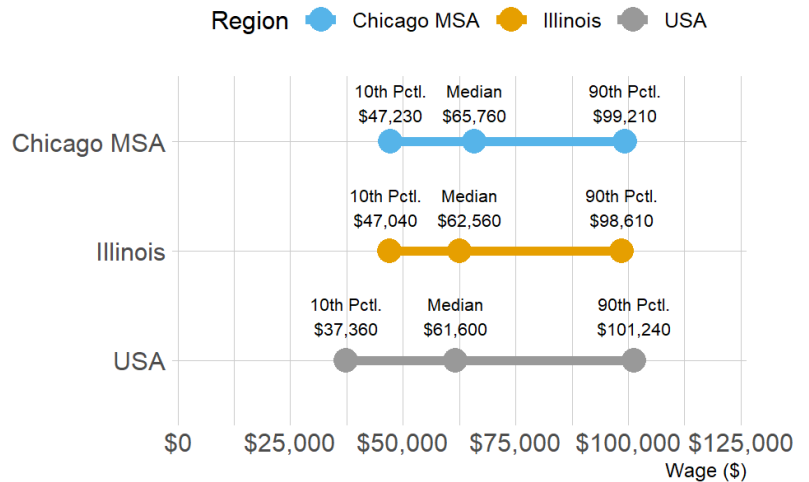 Region Chicago MSA Illinois USA
10th Pctl. Median 90th Pctl.
$47,230 $65,760 $99,210
Chicago MSA
10th Pctl. Median 90th Pctl.
$47,040 $62,560 $98,610
Illinois
10th Pctl. Median 90th Pctl.
$37,360 $61,600 $101,240
USA
$0 $25,000 $50,000 $75,000 $100,000 $125,000
Wage ($)